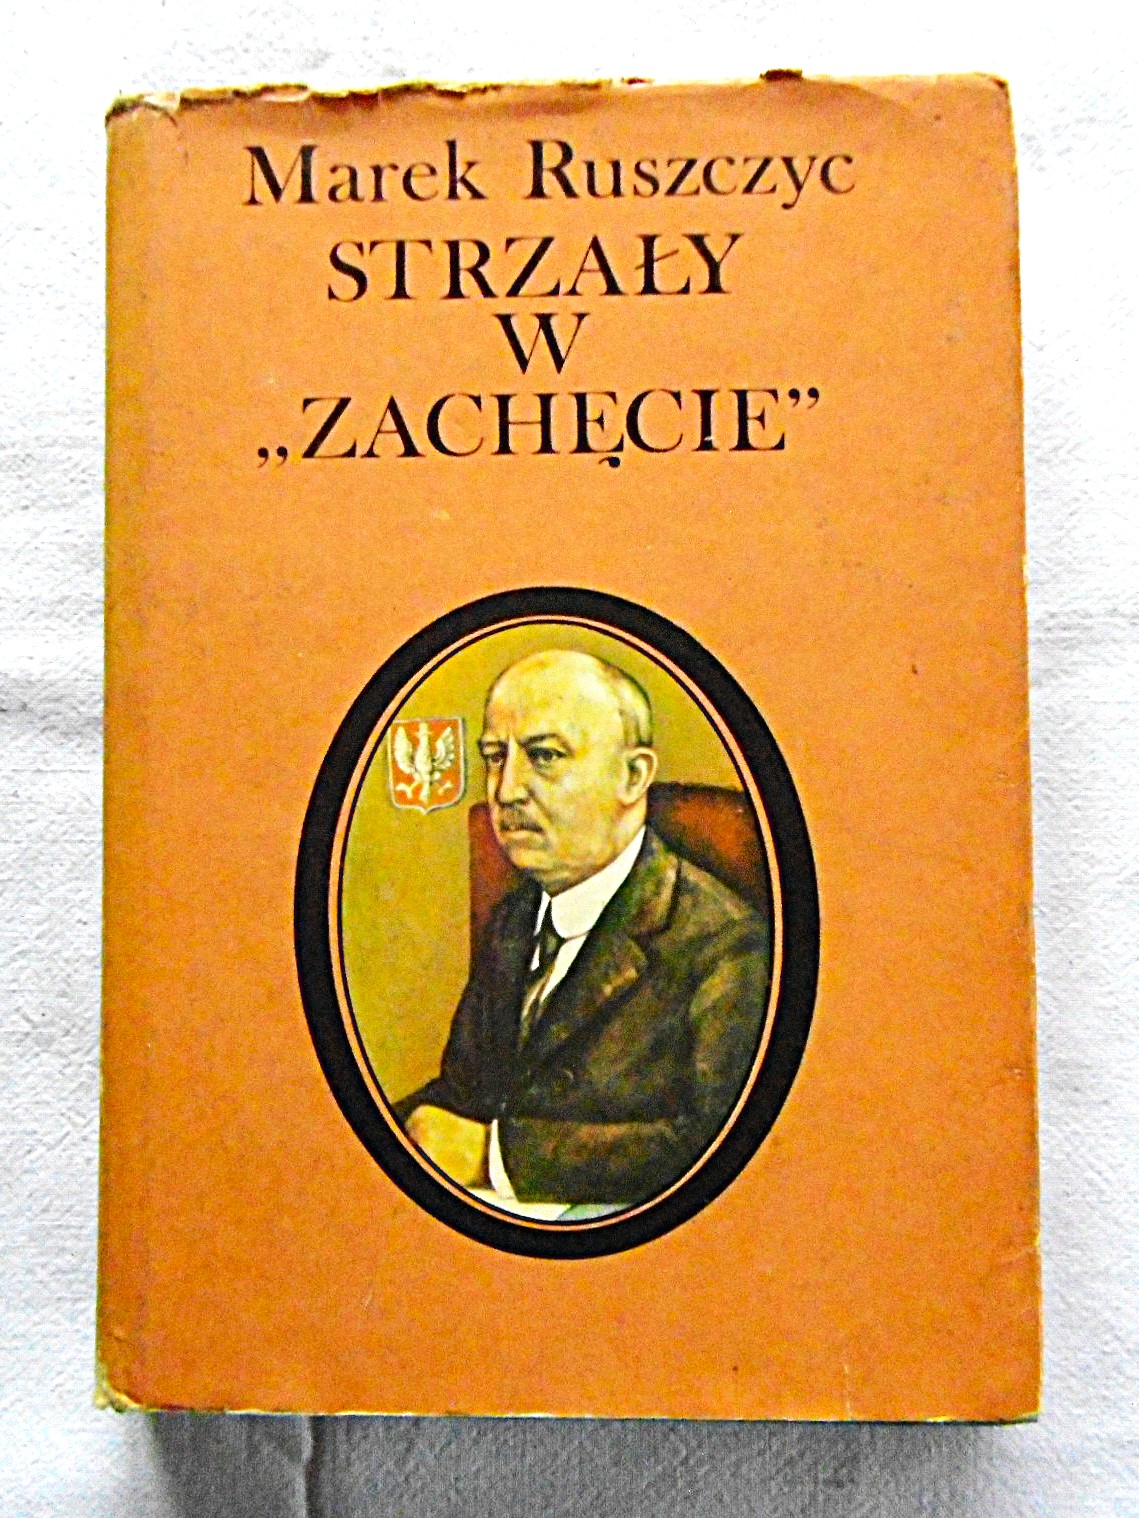 Marek Ruszczyc
STRZAŁY
W
„ZACHĘCIE”